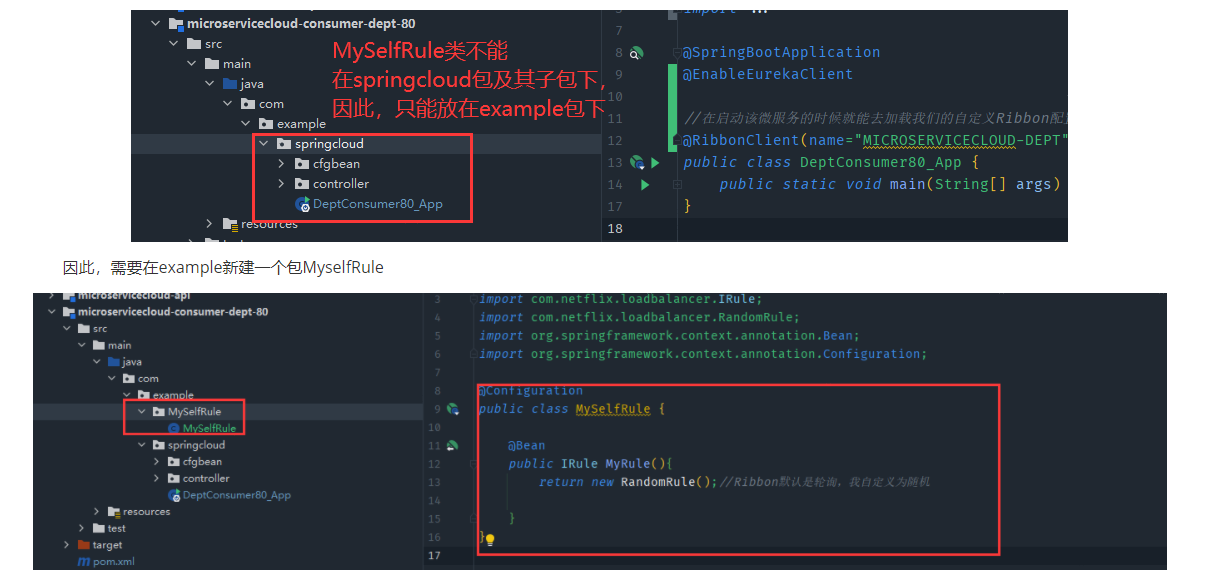 microservicecloud-consumer-dept-80
src
main
java
com
example
springcloud
cfgbean
controller
DeptConsumer80_App
resources
MySelfRule类不能
在springcloud包及其子包下,
因此，只能放在example包下
import ...
7
8 @SpringBootApplication
9 @EnableEurekaClient
10
11 //在启动该微服务的时候就能去加载我们的自定义Ribbon配
12 @RibbonClient(name="MICROSERVICECLOUD-DEPT"
13 public class DeptConsumer80_App {
14 public static void main(String[] args)
17 }
18
因此，需要在example新建一个包MyselfRule
microservicecloud-api
microservicecloud-consumer-dept-80
src
main
java
com
example
MySelfRule
MySelfRule
springcloud
cfgbean
controller
DeptConsumer80_App
resources
test
target
pom.xml
3 import com.netflix.loadbalancer.IRule;
4 import com.netflix.loadbalancer.RandomRule;
5 import org.springframework.context.annotation.Bean;
6 import org.springframework.context.annotation.Configuration;
7
8 @Configuration
9 public class MySelfRule {
10
11 @Bean
12 public IRule MyRule(){
13 return new RandomRule();//Ribbon默认是轮询，我自定义为随机
14
15 }
16 }
17